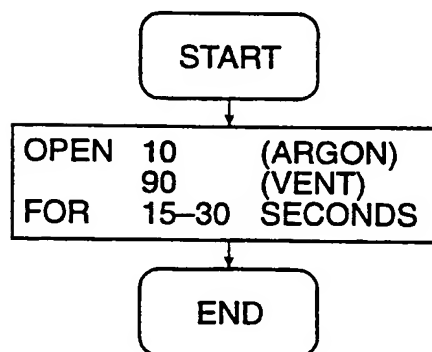 START
OPEN 10 (ARGON)
90 (VENT)
FOR 15–30 SECONDS
END